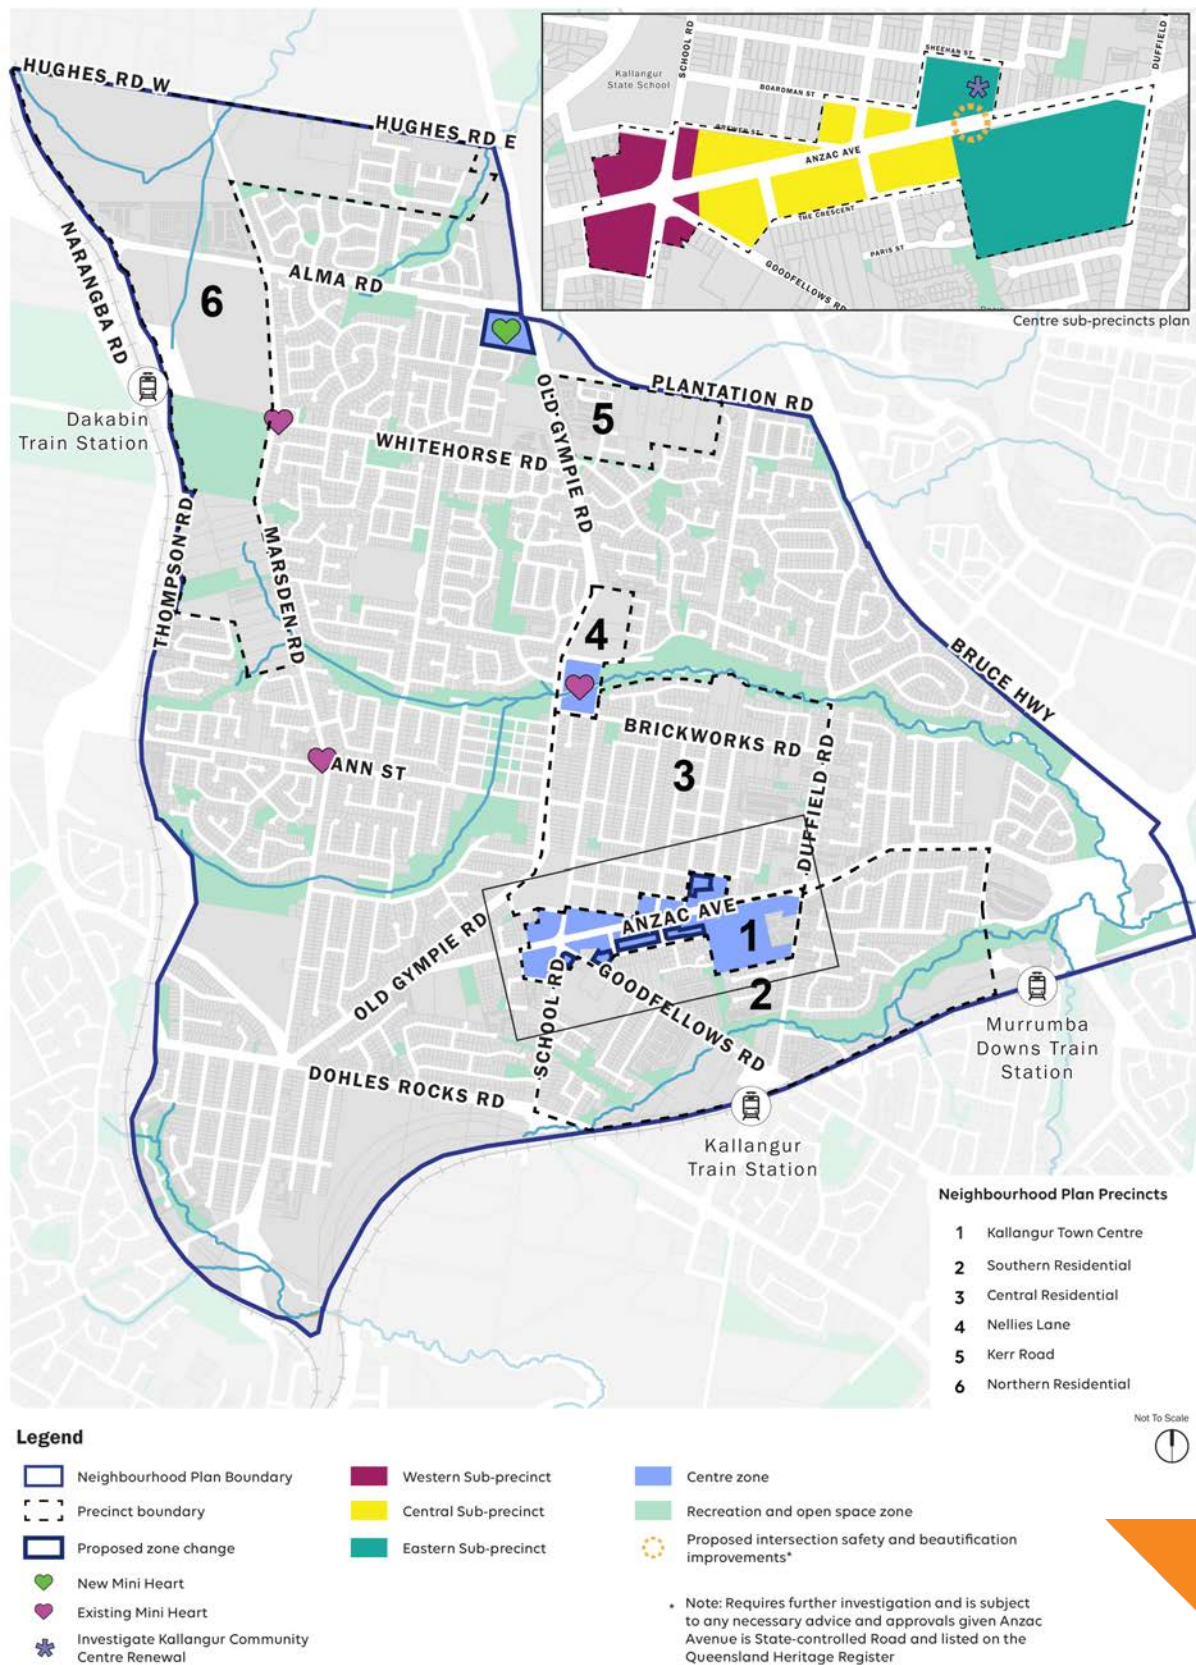 HUGHES RD W
HUGHES RD E
NARANGBA RD
ALMA RD
6
Dakabin
Train Station
WHITEHORSE RD
OLD GYMPIE RD
5
PLANTATION RD
THOMPSON RD
MARSDEN RD
4
BRUCE HWY
BRICKWORKS RD
3
DUFFIELD RD
ANN ST
ANZAC AVE
1
OLD GYMPIE RD
SCHOOL RD
GOODFELLOWS RD
2
DOHLES ROCKS RD
Murrumba
Downs Train
Station
Kallangur
Train Station
SCHOOL RD
Kallangur
State School
SHEEHAN ST
DUFFIELD
BOARDMAN ST
BREWER ST
ANZAC AVE
THE CRESCENT
PARIS ST
GOODFELLOWS RD
Centre sub-precincts plan
Neighbourhood Plan Precincts
1 Kallangur Town Centre
2 Southern Residential
3 Central Residential
4 Nellies Lane
5 Kerr Road
6 Northern Residential
Not To Scale
Legend
Neighbourhood Plan Boundary
Precinct boundary
Proposed zone change
New Mini Heart
Existing Mini Heart
Investigate Kallangur Community
Centre Renewal
Western Sub-precinct
Central Sub-precinct
Eastern Sub-precinct
Centre zone
Recreation and open space zone
Proposed intersection safety and beautification
improvements*
* Note: Requires further investigation and is subject
to any necessary advice and approvals given Anzac
Avenue is State-controlled Road and listed on the
Queensland Heritage Register